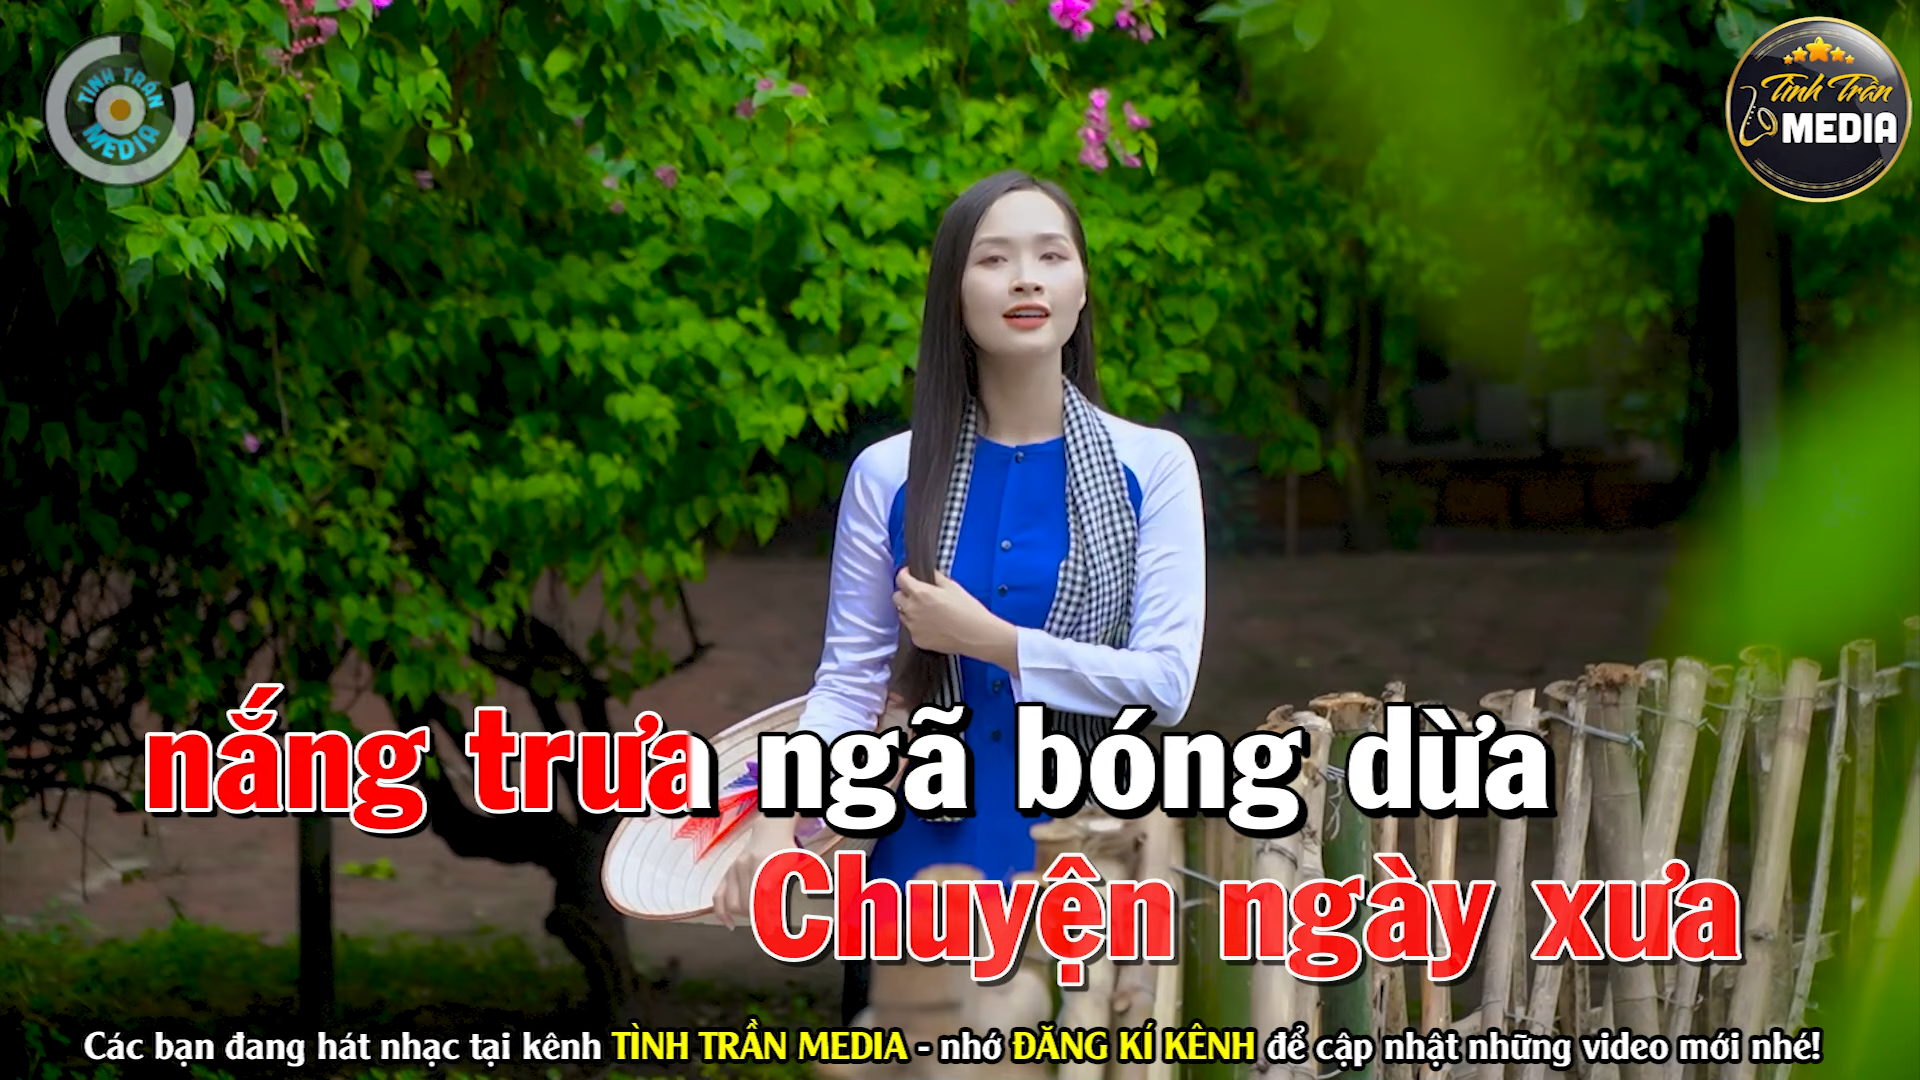 TÌNH TRẦN
MEDIA
Tình Trần
MEDIA
nắng trưa ngã bóng dừa
Chuyện ngày xưa
Các bạn đang hát nhạc tại kênh TÌNH TRẦN MEDIA - nhớ ĐĂNG KÍ KÊNH để cập nhật những video mới nhé!